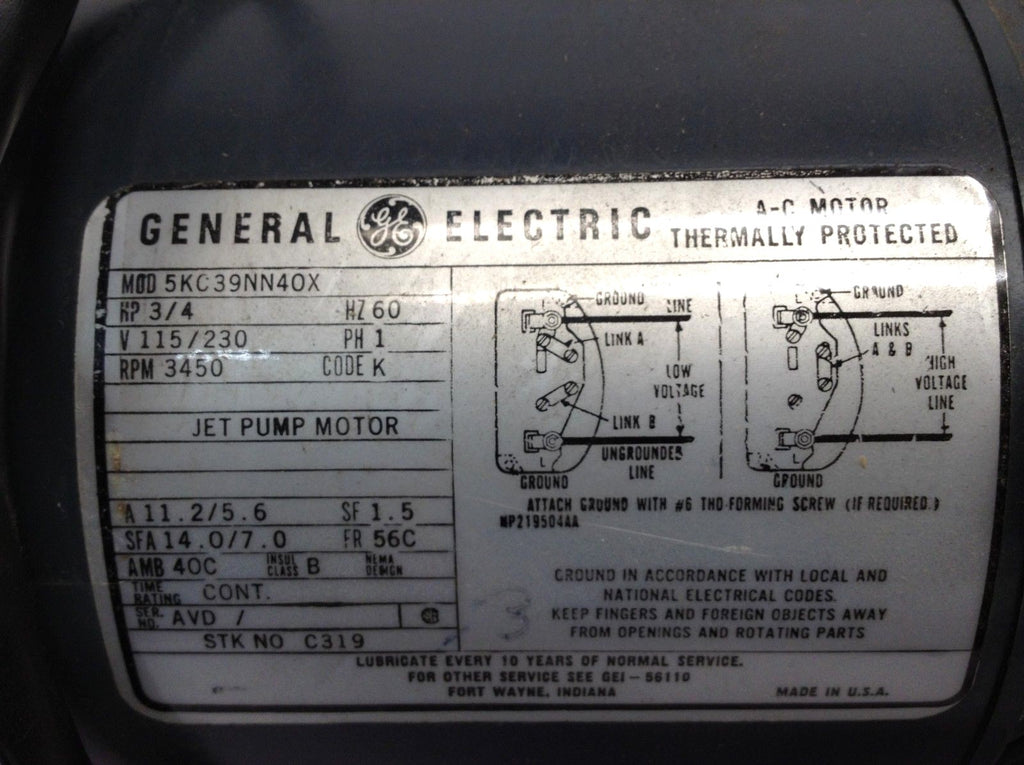 GENERAL GE ELECTRIC
A-C MOTOR
THERMALLY PROTECTED
MOD 5KC39NN40X
HP 3/4 HZ 60
V 115/230 PH 1
RPM 3450 CODE K
JET PUMP MOTOR
A 11.2/5.6 SF 1.5
SFA 14.0/7.0 FR 56C
AMB 40C INSUL CLASS B NEMA DESIGN
TIME RATING CONT.
SER. NO. AVD /
STK NO C319
L GROUND LINE
LINK A
LOW VOLTAGE
LINK B
UNGROUNDED LINE
L
GROUND
L GROUND
LINKS A & B
HIGH VOLTAGE LINE
L
GROUND
ATTACH GROUND WITH #6 THD-FORMING SCREW (IF REQUIRED.)
NP219504AA
GROUND IN ACCORDANCE WITH LOCAL AND
NATIONAL ELECTRICAL CODES.
KEEP FINGERS AND FOREIGN OBJECTS AWAY
FROM OPENINGS AND ROTATING PARTS
LUBRICATE EVERY 10 YEARS OF NORMAL SERVICE.
FOR OTHER SERVICE SEE GEI-56110
FORT WAYNE, INDIANA
MADE IN U.S.A.